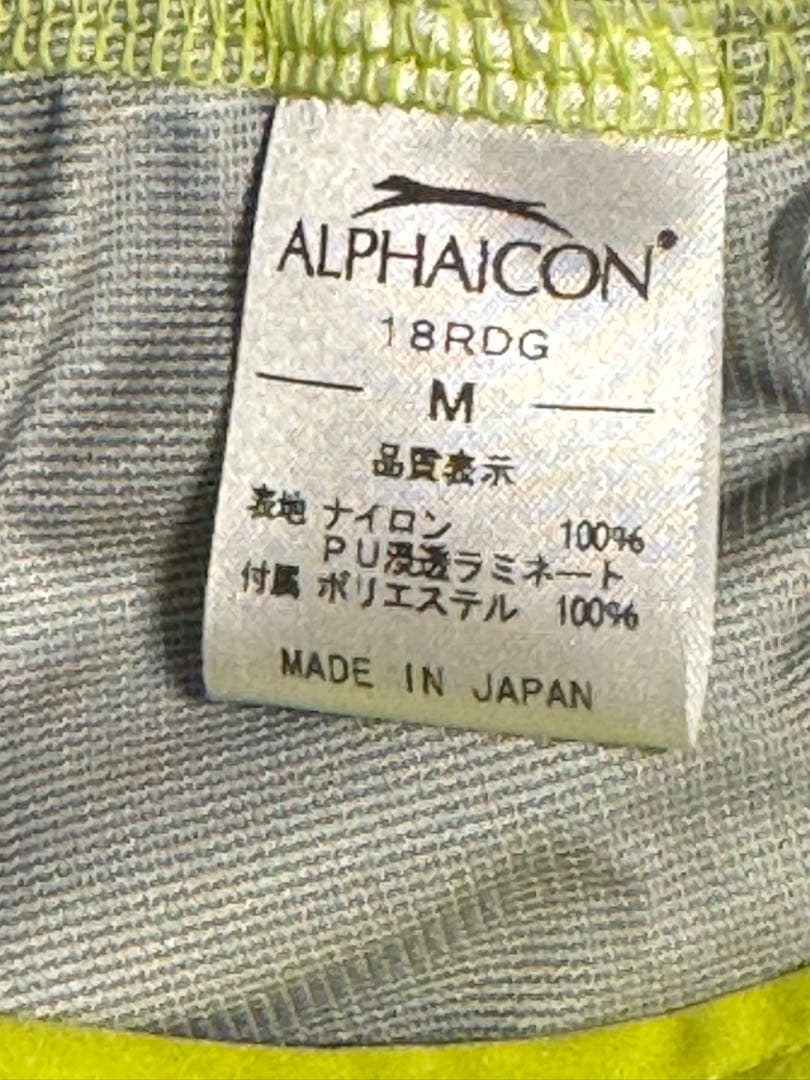 ALPHAICON
18RDG
M
品質表示
表地 ナイロン 100%
PU浸透ラミネート
付属 ポリエステル 100%
MADE IN JAPAN